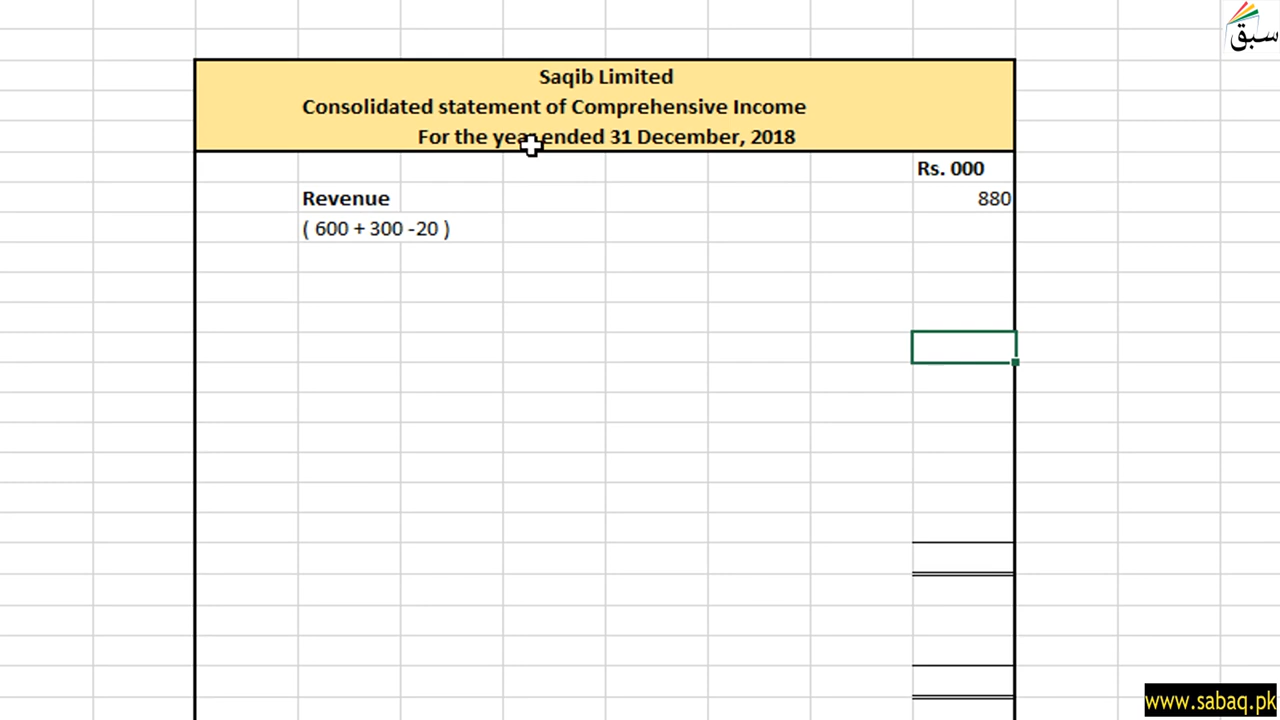 سبق
Saqib Limited
Consolidated statement of Comprehensive Income
For the year ended 31 December, 2018
Rs. 000
Revenue 880
( 600 + 300 -20 )
www.sabaq.pk